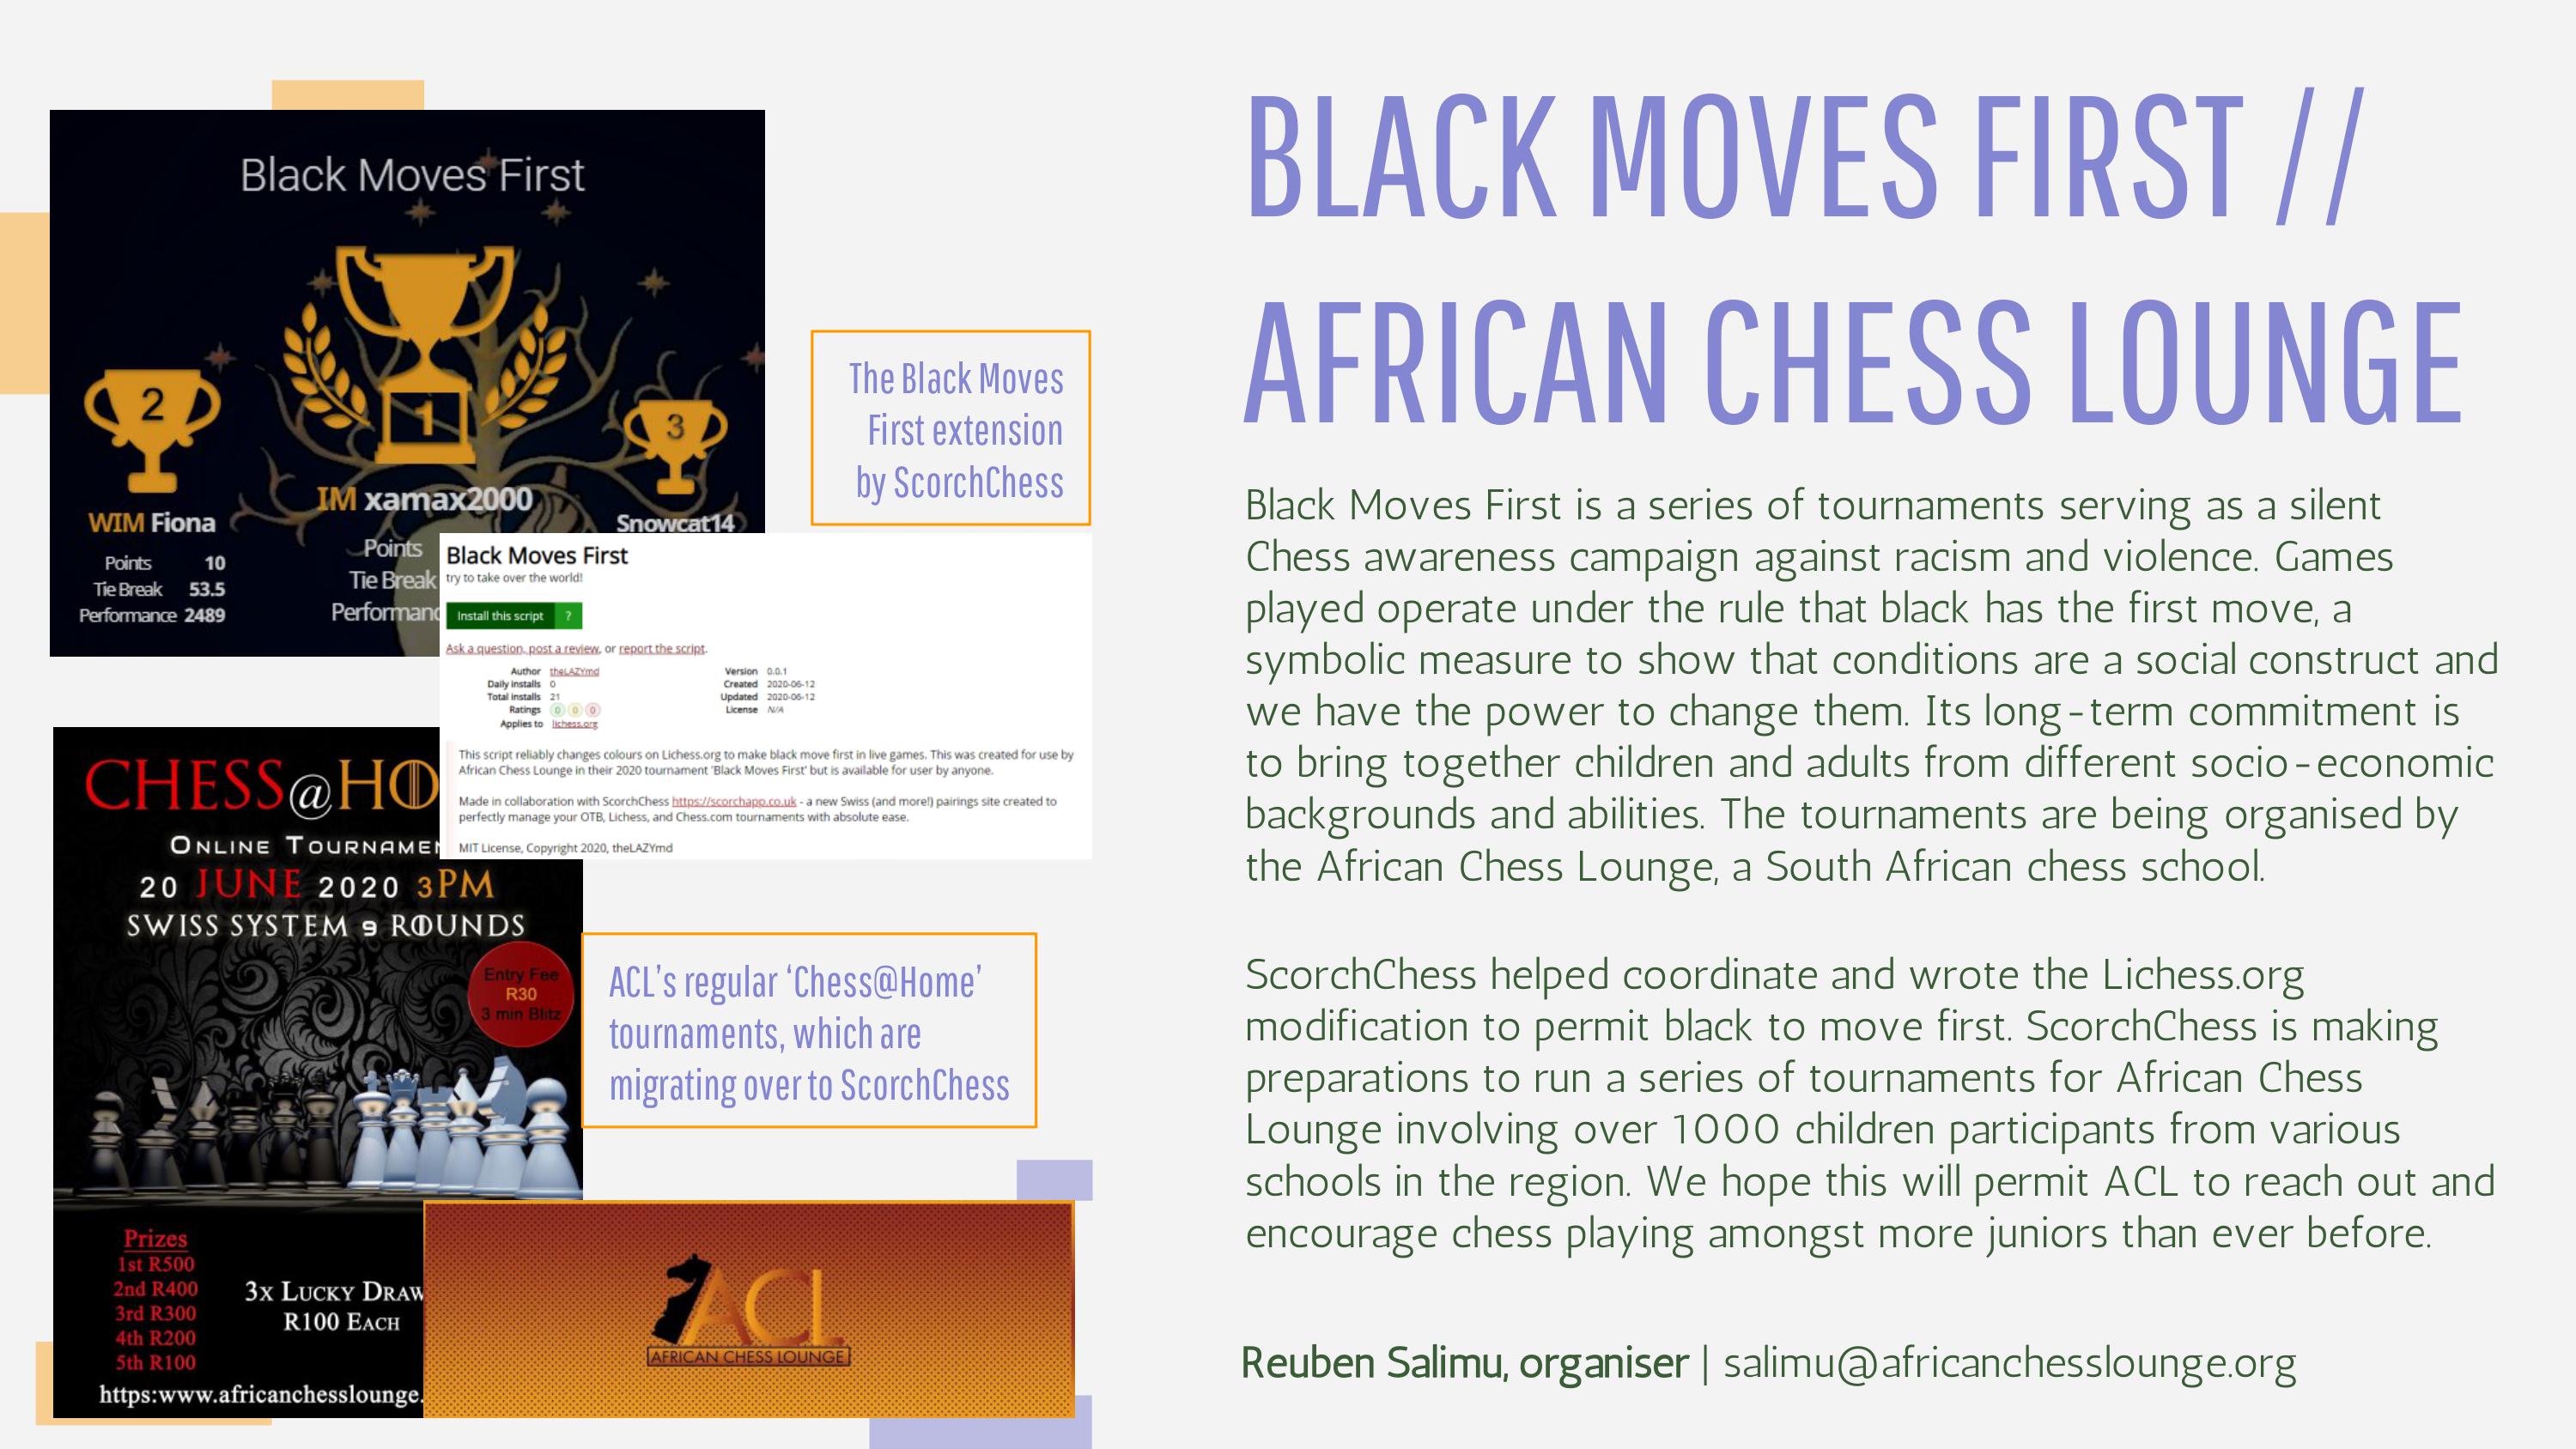 Black Moves First
2
1
3
WIM Fiona
IM xamax2000
Snowcat14
Points 10
Tie Break 53.5
Performance 2489
Points
Tie Break
The Black Moves
First extension
by ScorchChess
Black Moves First
try to take over the world!
Install this script ?
Ask a question, post a review, or report the script.
Author theLAZYmd
Daily installs 0
Total installs 21
Ratings 0 0 0
Applies to lichess.org
Version 0.0.1
Created 2020-06-12
Updated 2020-06-12
License N/A
This script reliably changes colours on Lichess.org to make black move first in live games. This was created for use by
African Chess Lounge in their 2020 tournament 'Black Moves First' but is available for user by anyone.
Made in collaboration with ScorchChess https://scorchapp.co.uk - a new Swiss (and more!) pairings site created to
perfectly manage your OTB, Lichess, and Chess.com tournaments with absolute ease.
MIT License, Copyright 2020, theLAZYmd
CHESS@HO
ONLINE TOURNAME
20 JUNE 2020 3PM
SWISS SYSTEM 9 ROUNDS
Entry Fee
R30
3 min Blitz
Prizes
1st R500
2nd R400
3rd R300
4th R200
5th R100
3X LUCKY DRAW
R100 EACH
https:www.africanchesslounge.
ACL's regular ‘Chess@Home’
tournaments, which are
migrating over to ScorchChess
ACL
AFRICAN CHESS LOUNGE
BLACK MOVES FIRST //
AFRICAN CHESS LOUNGE
Black Moves First is a series of tournaments serving as a silent
Chess awareness campaign against racism and violence. Games
played operate under the rule that black has the first move, a
symbolic measure to show that conditions are a social construct and
we have the power to change them. Its long-term commitment is
to bring together children and adults from different socio-economic
backgrounds and abilities. The tournaments are being organised by
the African Chess Lounge, a South African chess school.
ScorchChess helped coordinate and wrote the Lichess.org
modification to permit black to move first. ScorchChess is making
preparations to run a series of tournaments for African Chess
Lounge involving over 1000 children participants from various
schools in the region. We hope this will permit ACL to reach out and
encourage chess playing amongst more juniors than ever before.
Reuben Salimu, organiser | salimu@africanchesslounge.org